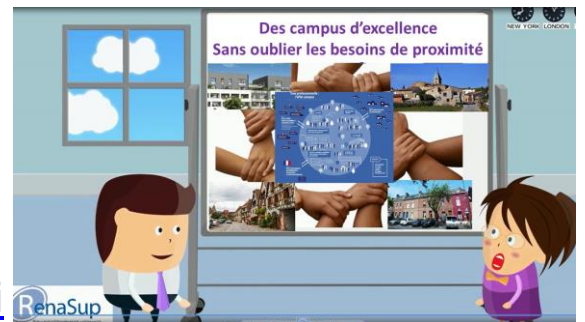 NEW YORK LONDON
Des campus d'excellence
Sans oublier les besoins de proximité
RenaSup